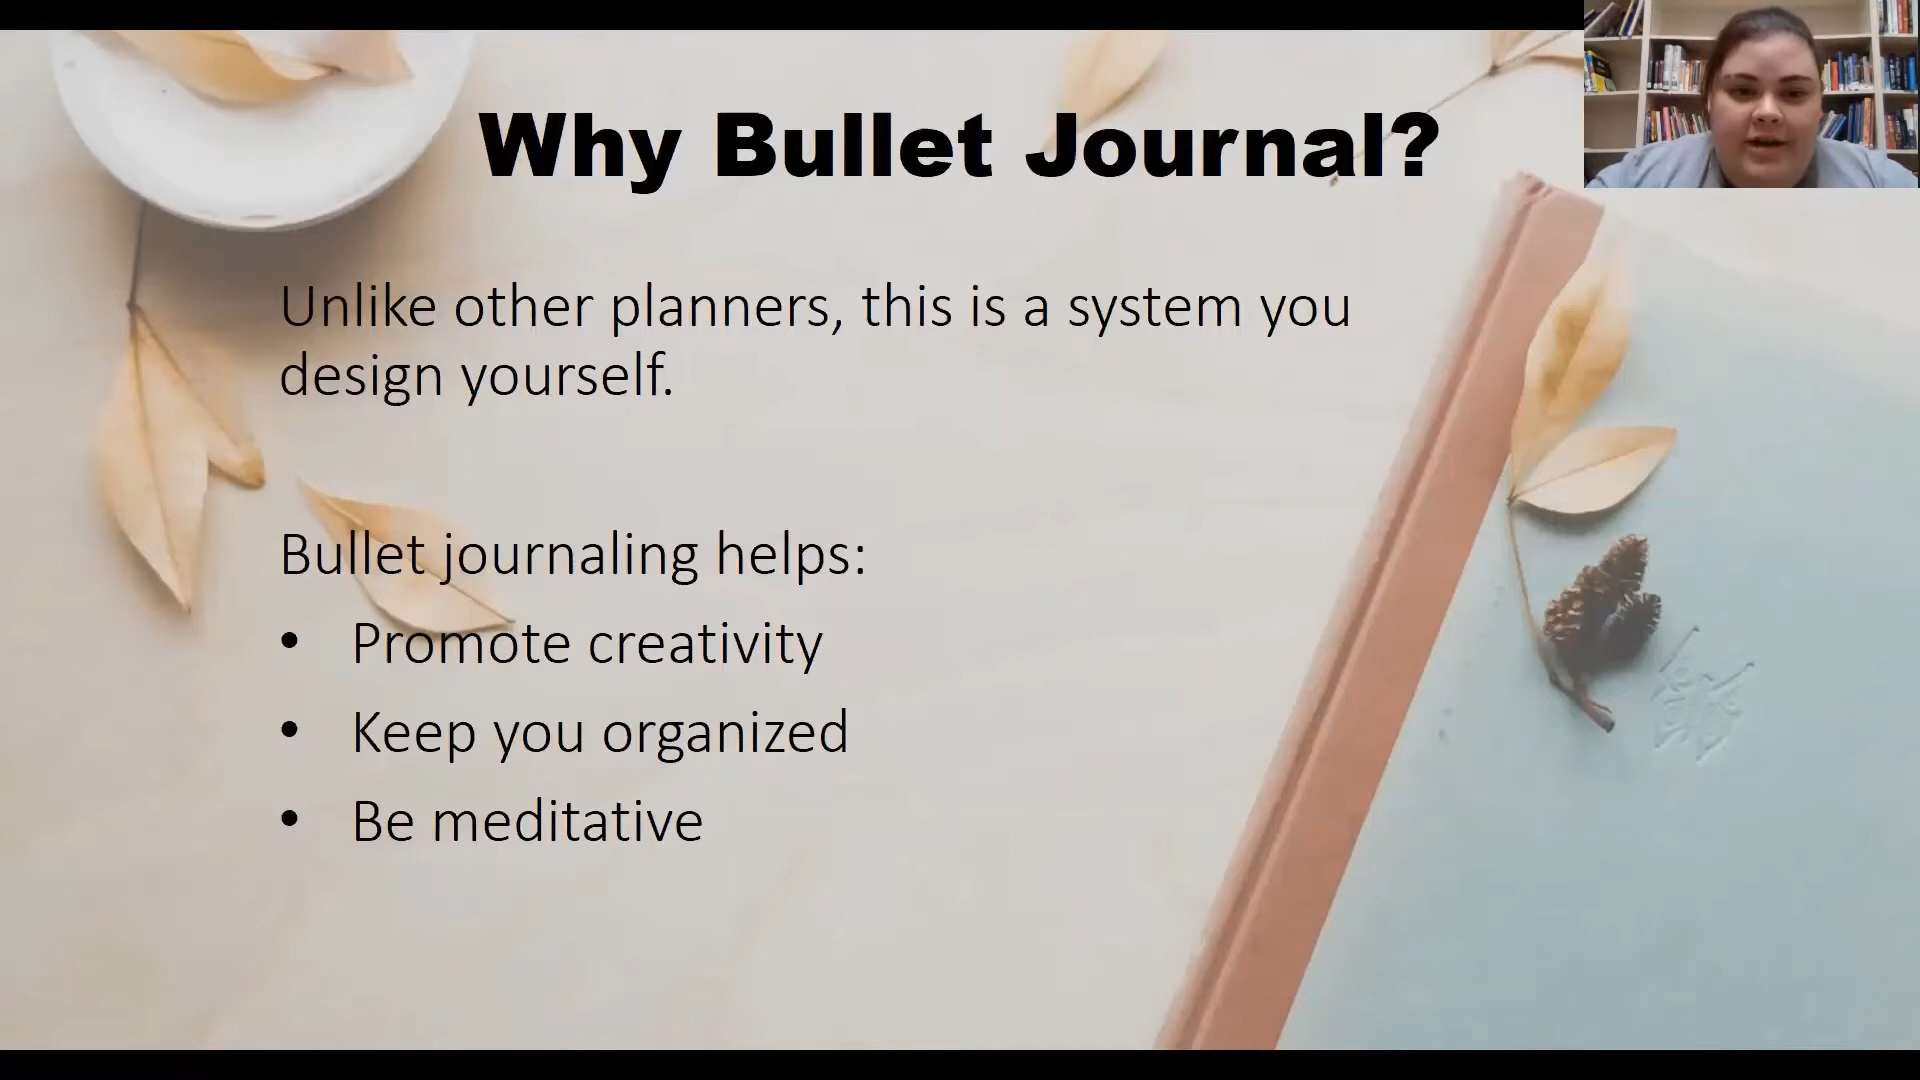 Why Bullet Journal?
Unlike other planners, this is a system you
design yourself.
Bullet journaling helps:
• Promote creativity
• Keep you organized
• Be meditative